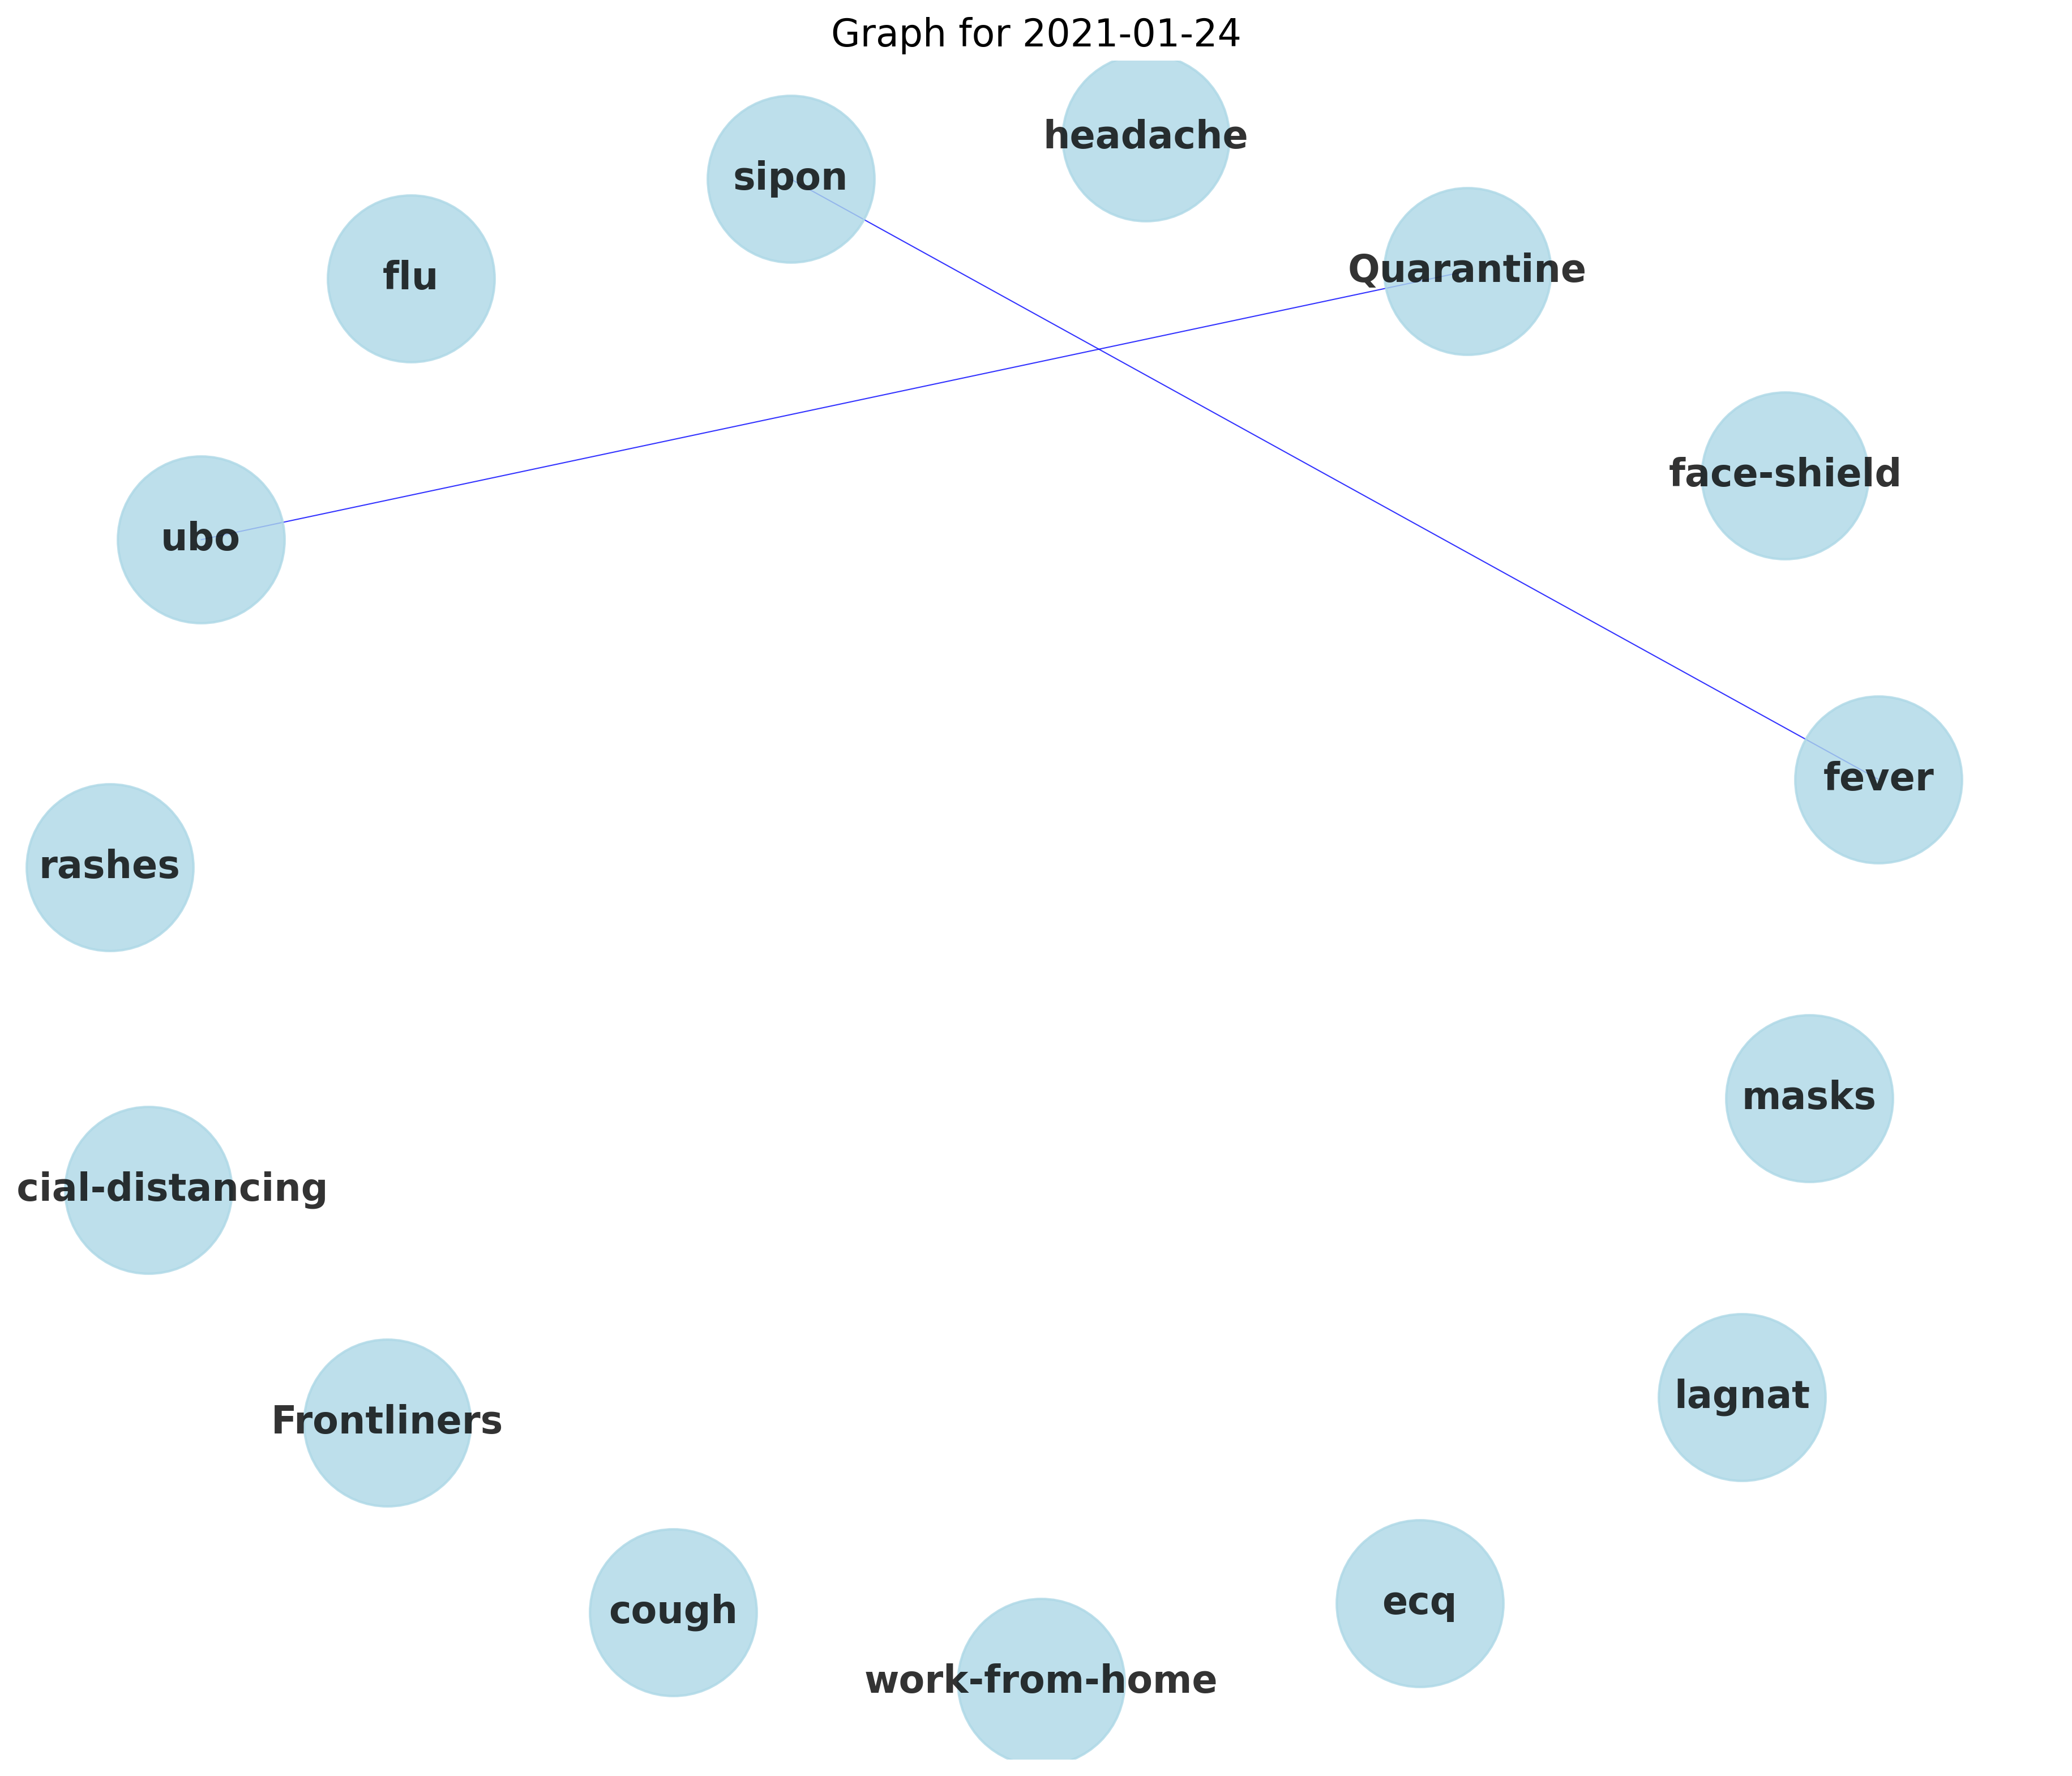 Graph for 2021-01-24
headache
sipon
Quarantine
flu
face-shield
ubo
fever
rashes
masks
cial-distancing
lagnat
Frontliners
ecq
cough
work-from-home